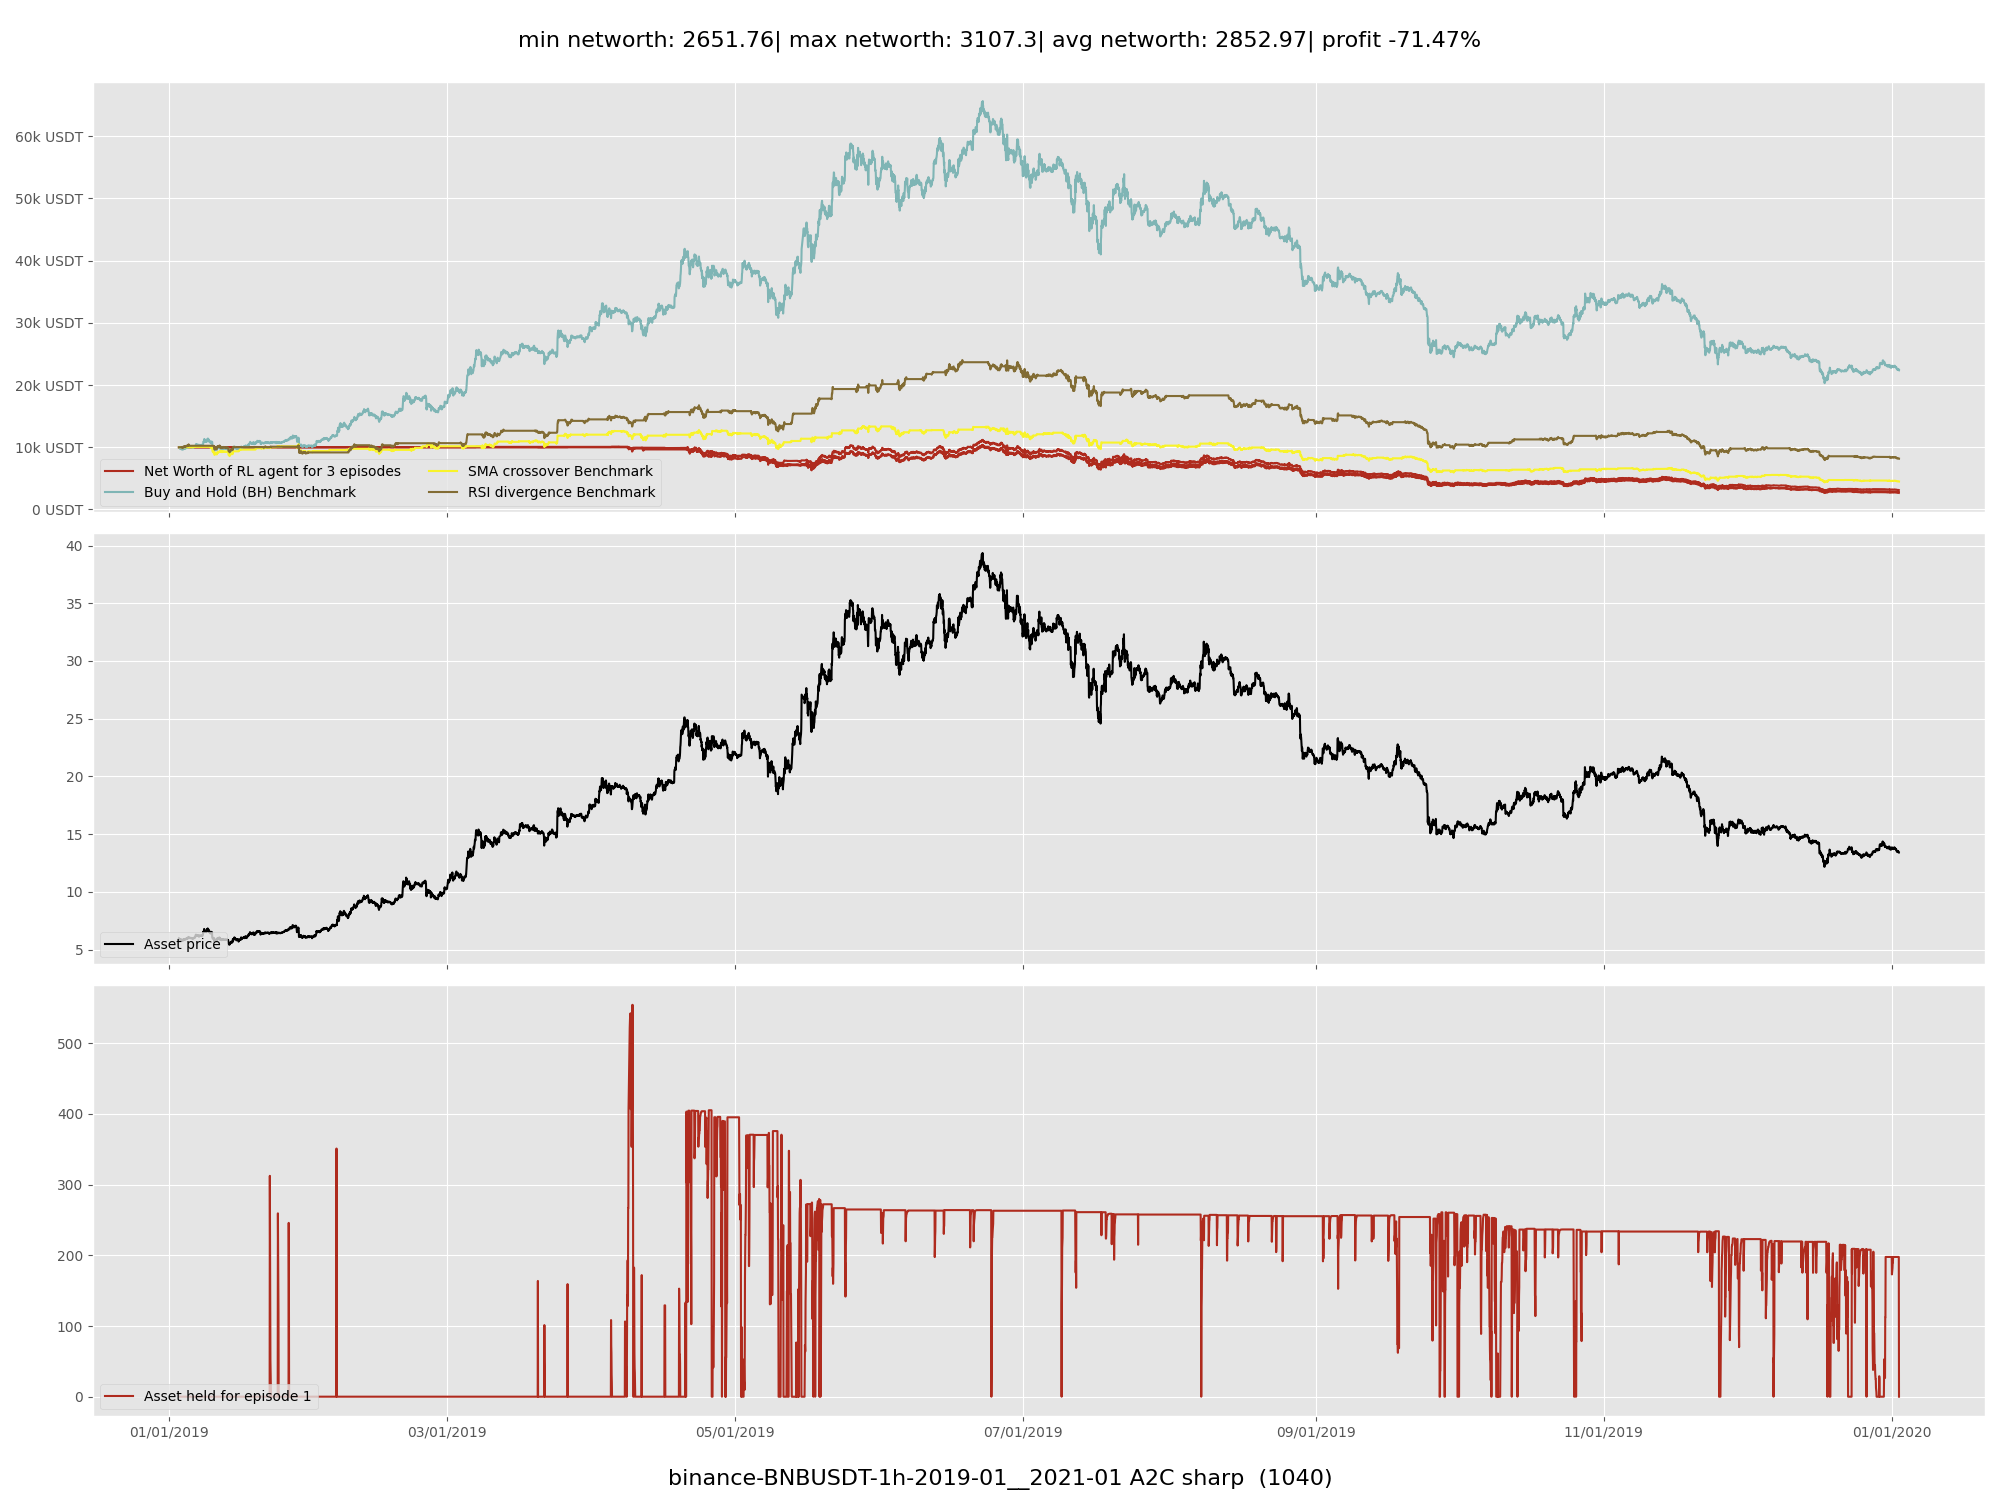 min networth: 2651.76| max networth: 3107.3| avg networth: 2852.97| profit -71.47%
60k USDT
50k USDT
40k USDT
30k USDT
20k USDT
10k USDT
0 USDT
Net Worth of RL agent for 3 episodes
Buy and Hold (BH) Benchmark
SMA crossover Benchmark
RSI divergence Benchmark
40
35
30
25
20
15
10
5
Asset price
500
400
300
200
100
0
Asset held for episode 1
01/01/2019 03/01/2019 05/01/2019 07/01/2019 09/01/2019 11/01/2019 01/01/2020
binance-BNBUSDT-1h-2019-01__2021-01 A2C sharp  (1040)